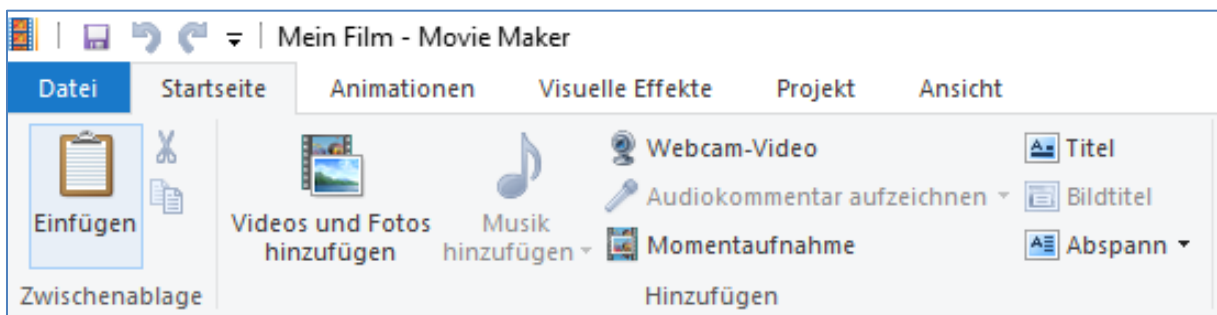 Mein Film - Movie Maker
Datei Startseite Animationen Visuelle Effekte Projekt Ansicht
Einfügen
Zwischenablage
Videos und Fotos
hinzufügen
Musik
hinzufügen
Webcam-Video
Audiokommentar aufzeichnen
Momentaufnahme
Titel
Bildtitel
Abspann
Hinzufügen